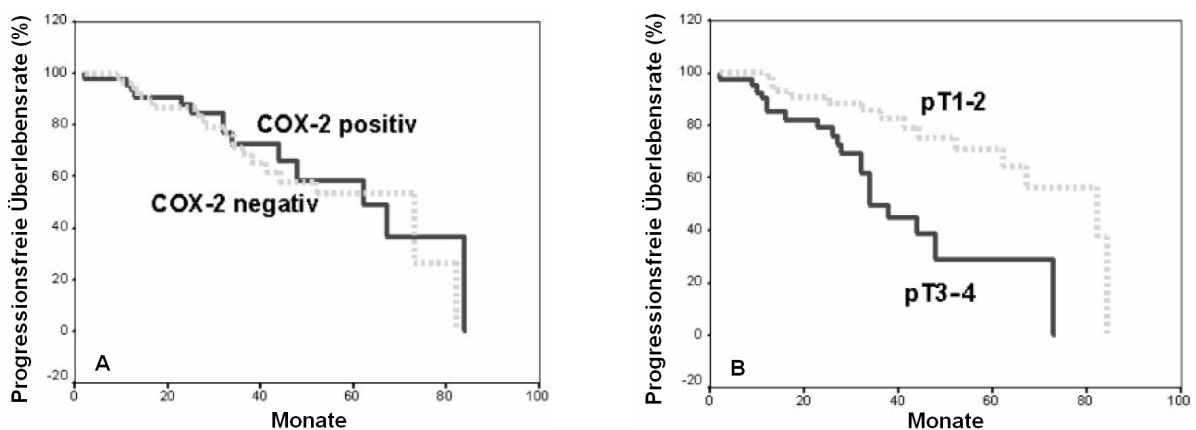 Progressionsfreie Überlebensrate (%)
120
100
80
60
40
20
0
-20
COX-2 positiv
COX-2 negativ
A
0 20 40 60 80 100
Monate
Progressionsfreie Überlebensrate (%)
120
100
80
60
40
20
0
-20
pT1-2
pT3-4
B
0 20 40 60 80 100
Monate